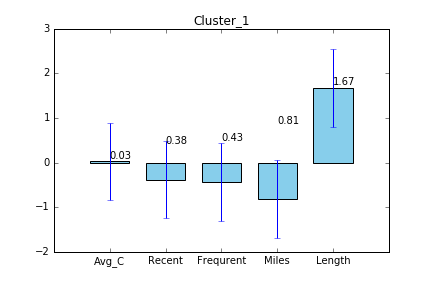 Cluster_1
3
2
1
0
−1
−2
0.03
0.38
0.43
0.81
1.67
Avg_C
Recent
Frequrent
Miles
Length